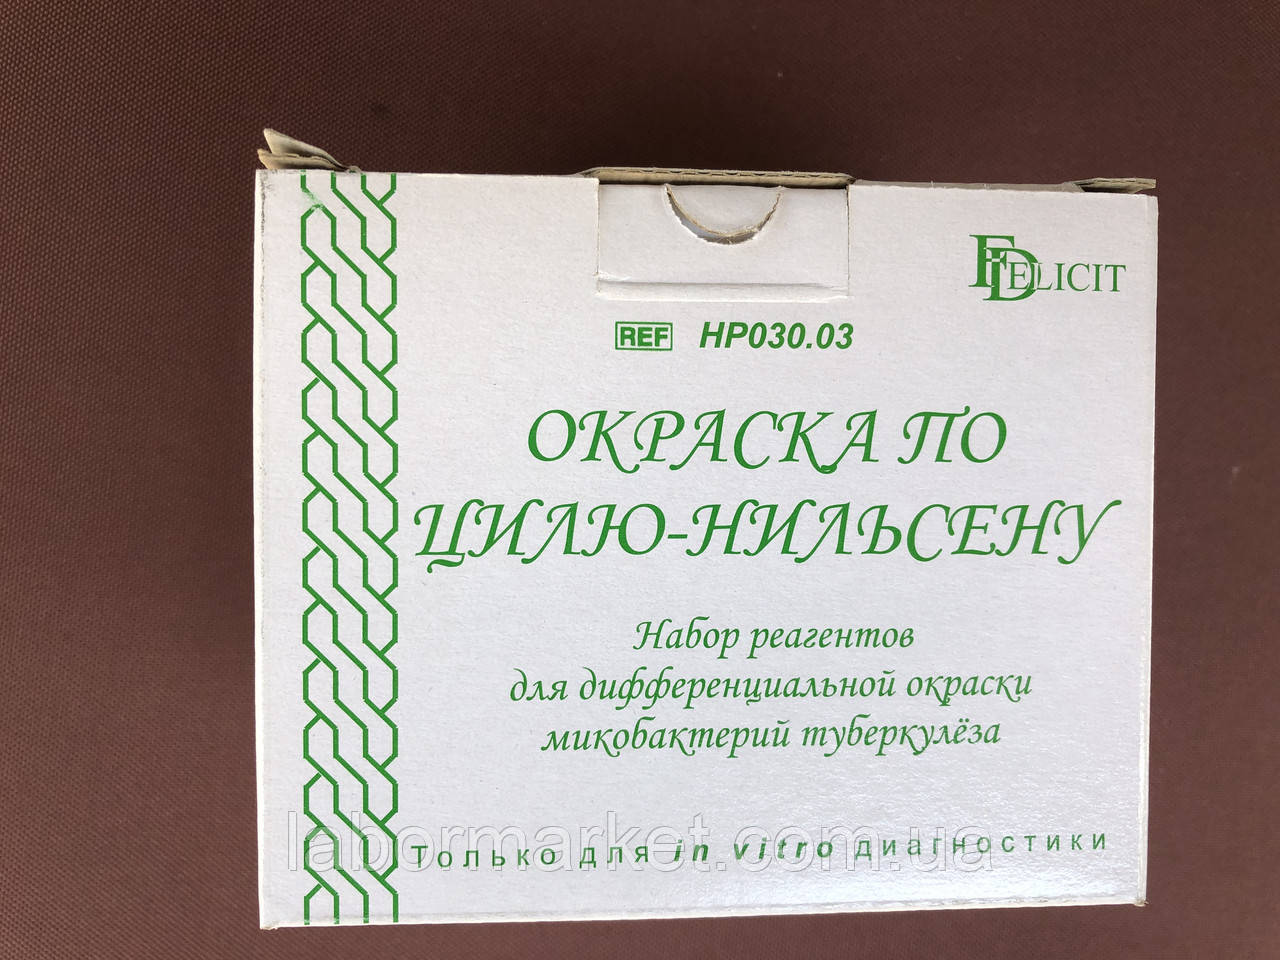 FELICIT
REF HP030.03
ОКРАСКА ПО
ЦИЛЮ-НИЛЬСЕНУ
Набор реагентов
для дифференциальной окраски
микобактерий туберкулёза
Только для in vitro диагностики
labormarket.com.ua